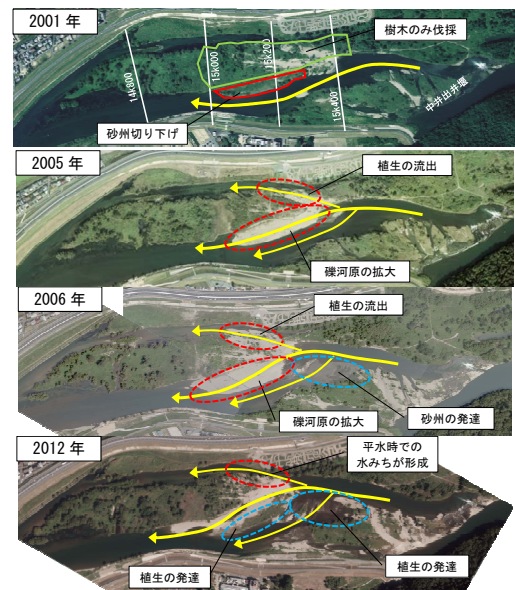 2001 年
樹木のみ伐採
14k800
15k000
15k200
15k400
中井出井堰
砂州切り下げ
2005 年
植生の流出
礫河原の拡大
2006 年
植生の流出
礫河原の拡大
砂州の発達
2012 年
平水時での
水みちが形成
植生の発達
植生の発達